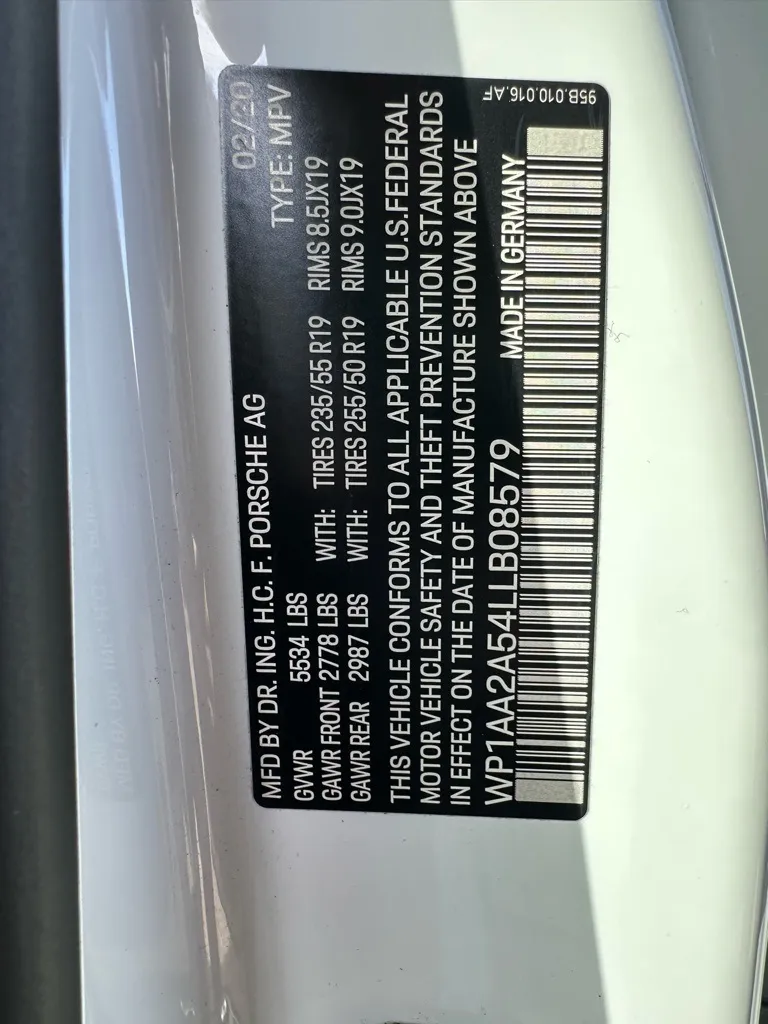 MFD BY DR. ING. H.C. F. PORSCHE AG 02/20
GVWR 5534 LBS TYPE: MPV
GAWR FRONT 2778 LBS WITH: TIRES 235/55 R19 RIMS 8.5JX19
GAWR REAR 2987 LBS WITH: TIRES 255/50 R19 RIMS 9.0JX19
THIS VEHICLE CONFORMS TO ALL APPLICABLE U.S.FEDERAL
MOTOR VEHICLE SAFETY AND THEFT PREVENTION STANDARDS
IN EFFECT ON THE DATE OF MANUFACTURE SHOWN ABOVE
WP1AA2A54LLB08579 MADE IN GERMANY
95B.010.016.AF